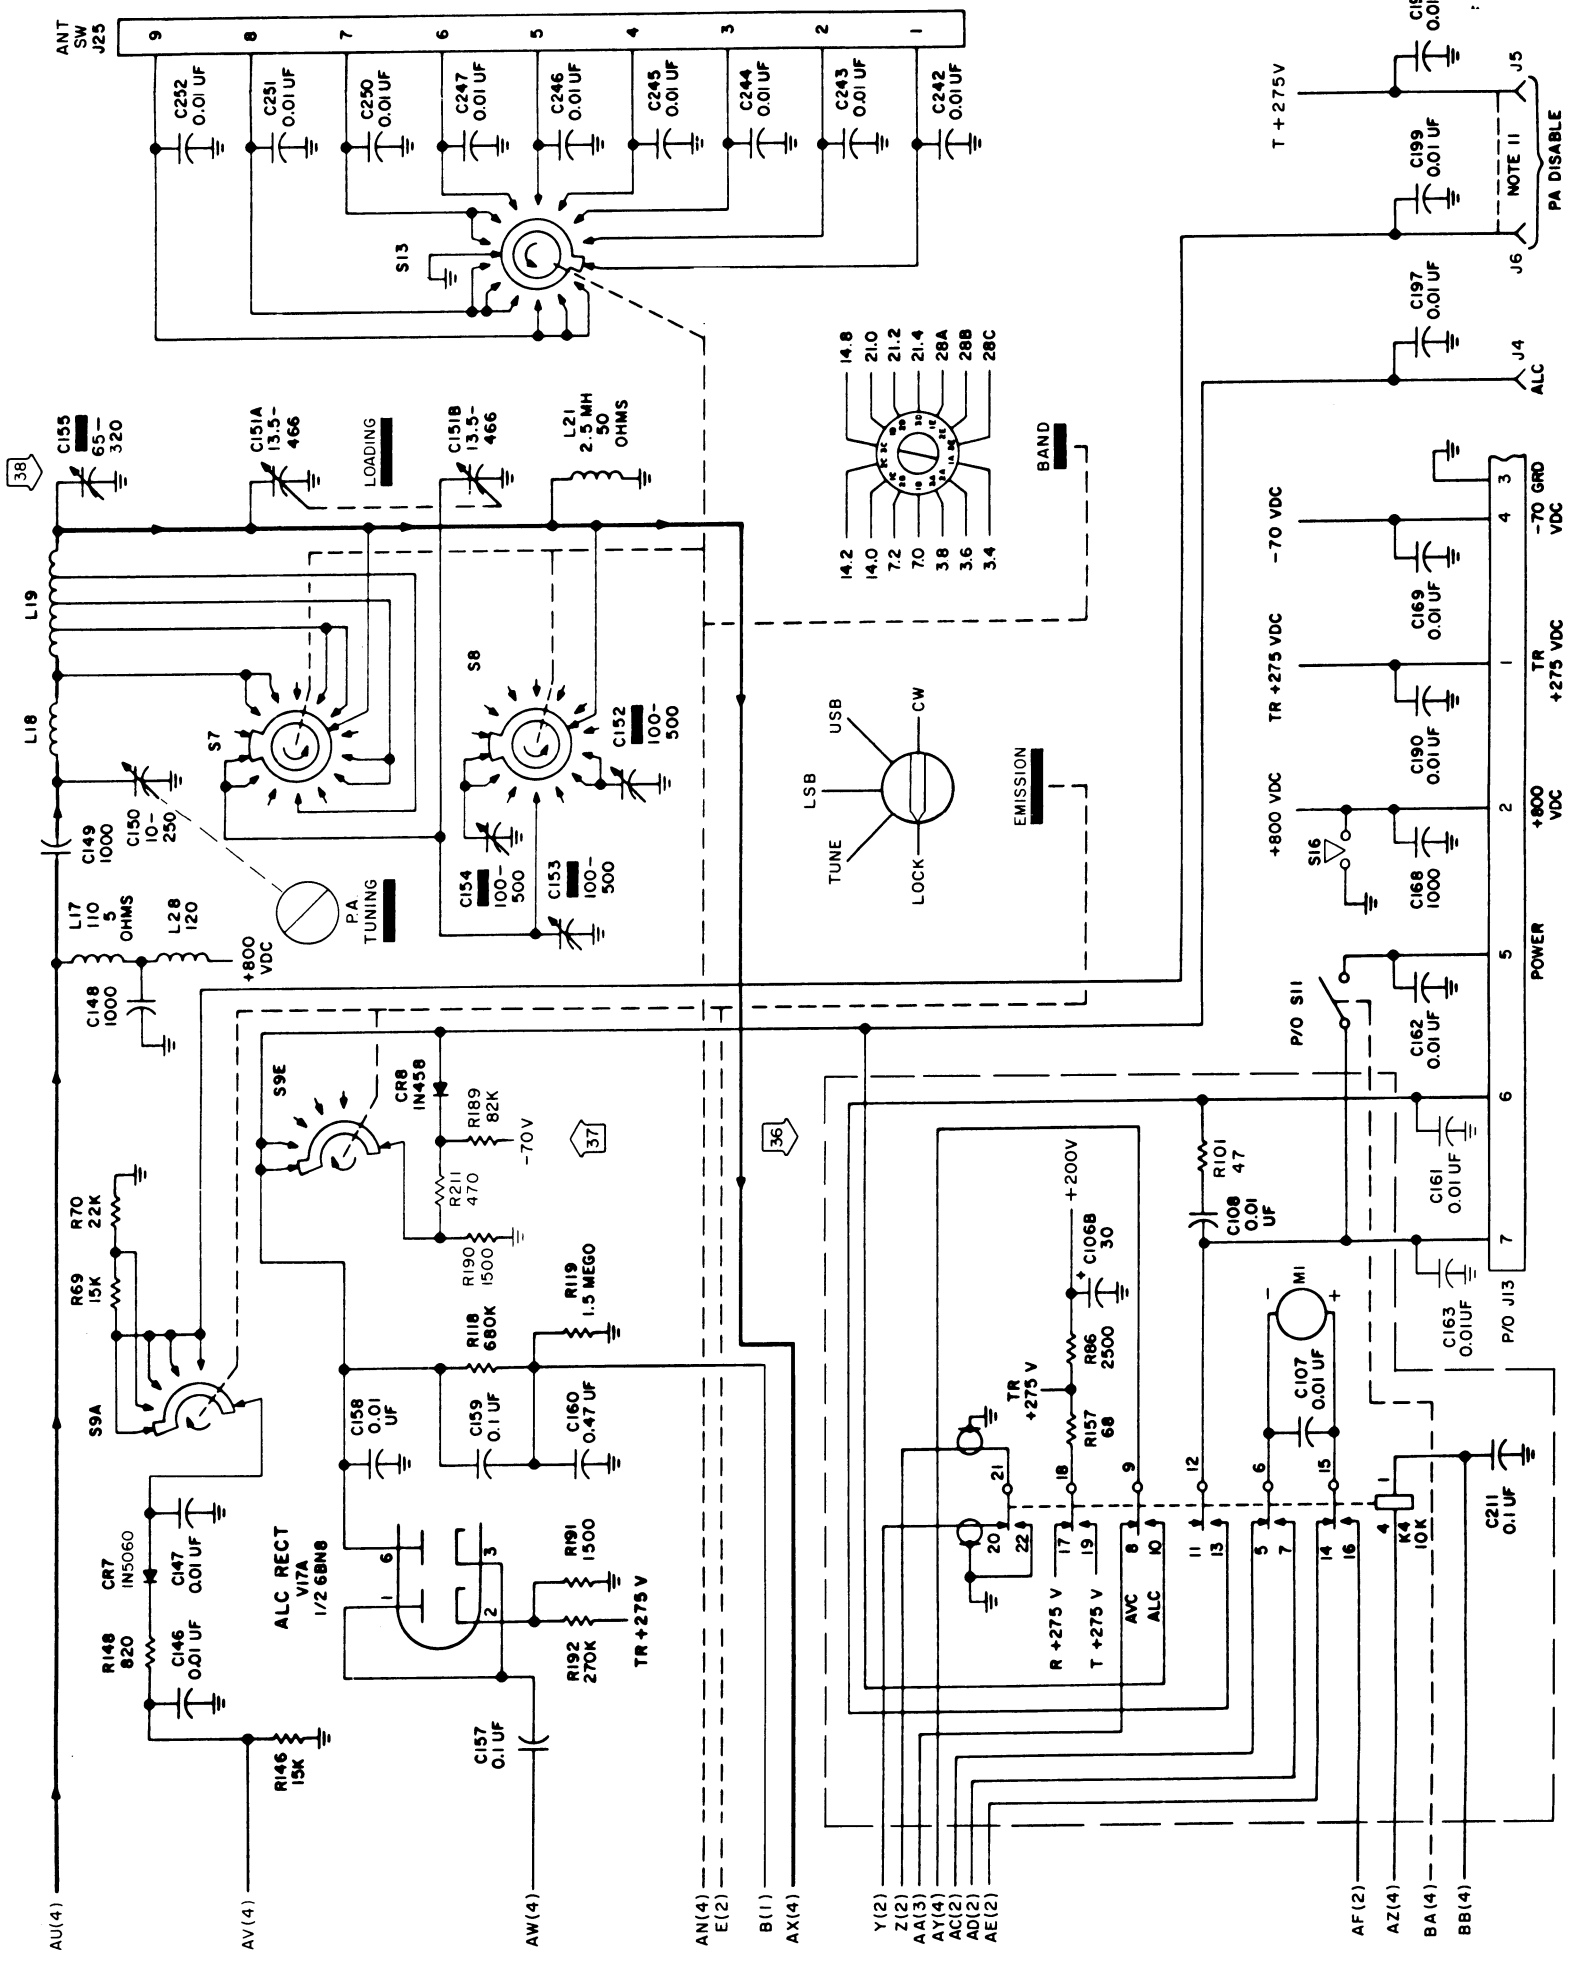 ANT
SW
J25
9
8
7
6
5
4
3
2
1
C252
0.01 UF
C251
0.01 UF
C250
0.01 UF
C247
0.01 UF
C246
0.01 UF
C245
0.01 UF
C244
0.01 UF
C243
0.01 UF
C242
0.01 UF
S13
38
C155
65-
320
C151A
13.5-
466
LOADING
C151B
13.5-
466
L21
2.5 MH
50
OHMS
L19
L18
S7
S8
C149
1000
C150
10-
250
P.A.
TUNING
C154
100-
500
C153
100-
500
C152
100-
500
L17
110
5
OHMS
L28
120
+800
VDC
C148
1000
14.2
14.0
7.2
7.0
3.8
3.6
3.4
14.8
21.0
21.2
21.4
28A
28B
28C
BAND
TUNE
LSB
USB
LOCK
CW
EMISSION
T +275V
0.01
C199
0.01 UF
NOTE 11
J5
J6
PA DISABLE
C197
0.01 UF
J4
ALC
-70 VDC
C169
0.01 UF
TR +275 VDC
C190
0.01 UF
+800 VDC
S16
C168
1000
P/O S11
C162
0.01 UF
C161
0.01 UF
C163
0.01UF
3
4
1
2
5
6
7
-70 GRD
VDC
TR
+275 VDC
+800
VDC
POWER
P/O J13
S9E
CR8
1N458
R189
82K
-70V
R211
470
R190
1500
37
36
R70
22K
R69
15K
S9A
R118
680K
R119
1.5 MEGO
C158
0.01
UF
C159
0.1 UF
C160
0.47 UF
CR7
1N5060
C147
0.01 UF
R148
820
C146
0.01 UF
R146
15K
ALC RECT
V17A
1/2 6BN8
6
3
1
2
R191
1500
R192
270K
TR +275 V
C157
0.1 UF
+200V
C106B
30
+
R86
2500
TR
+275 V
R157
68
R101
47
C108
0.01
UF
M1
-
+
C107
0.01 UF
21
18
9
12
6
15
20
22
17
19
8
10
11
13
5
7
14
16
4
1
K4
10 K
C211
0.1 UF
R +275 V
T +275 V
AVC
ALC
AU(4)
AV(4)
AW(4)
AN(4)
E(2)
B(1)
AX(4)
Y(2)
Z(2)
AA(3)
AY(4)
AC(2)
AD(2)
AE(2)
AF(2)
AZ(4)
BA(4)
BB(4)